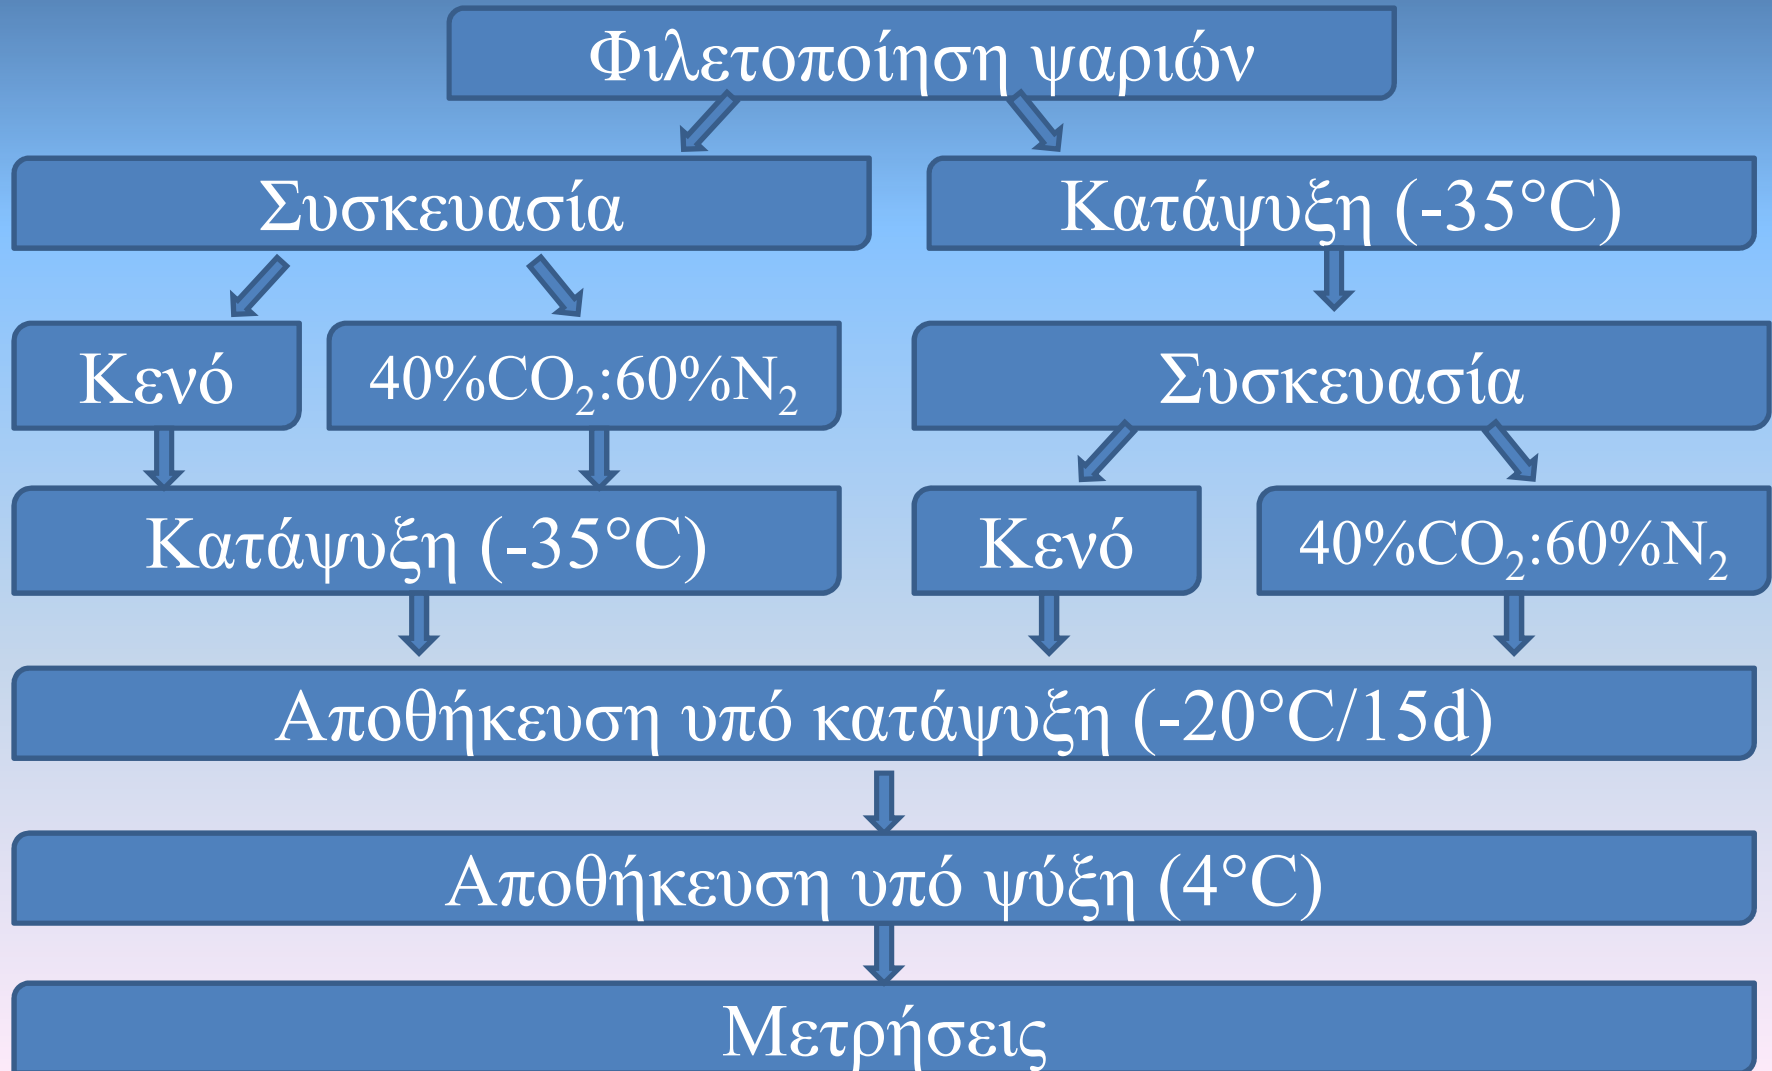 Φιλετοποίηση ψαριών
Συσκευασία
Κατάψυξη (-35°C)
Κενό
40%CO₂:60%N₂
Συσκευασία
Κατάψυξη (-35°C)
Κενό
40%CO₂:60%N₂
Αποθήκευση υπό κατάψυξη (-20°C/15d)
Αποθήκευση υπό ψύξη (4°C)
Μετρήσεις